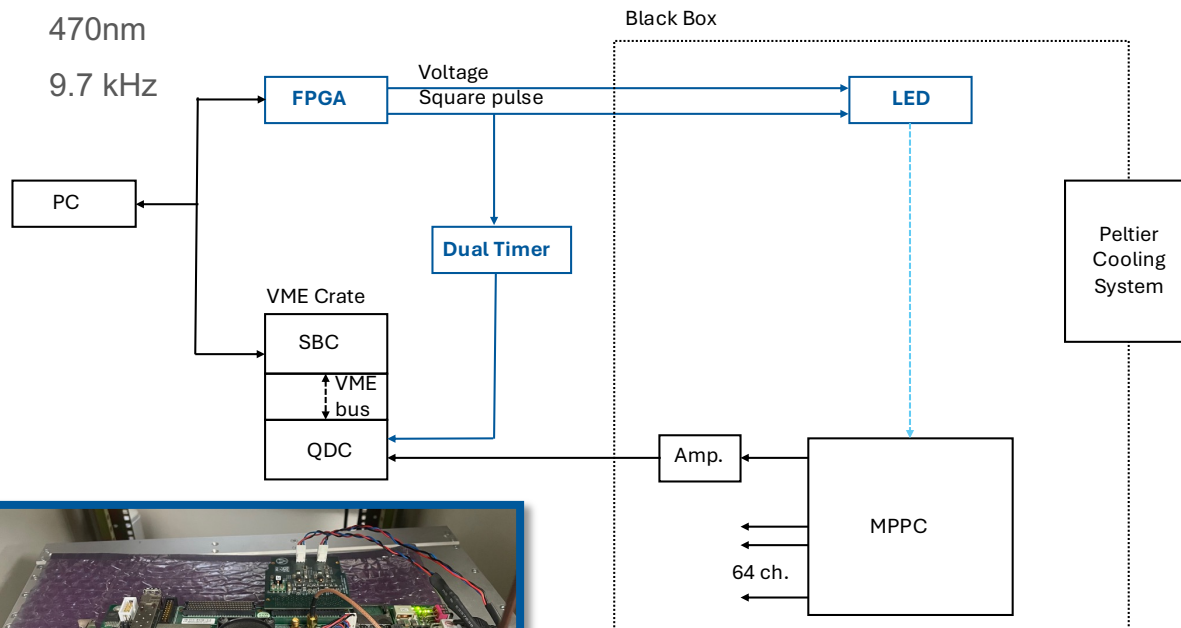 470nm
9.7 kHz
Black Box
FPGA
Voltage
Square pulse
LED
PC
Dual Timer
Peltier
Cooling
System
VME Crate
SBC
VME
bus
QDC
Amp.
MPPC
64 ch.